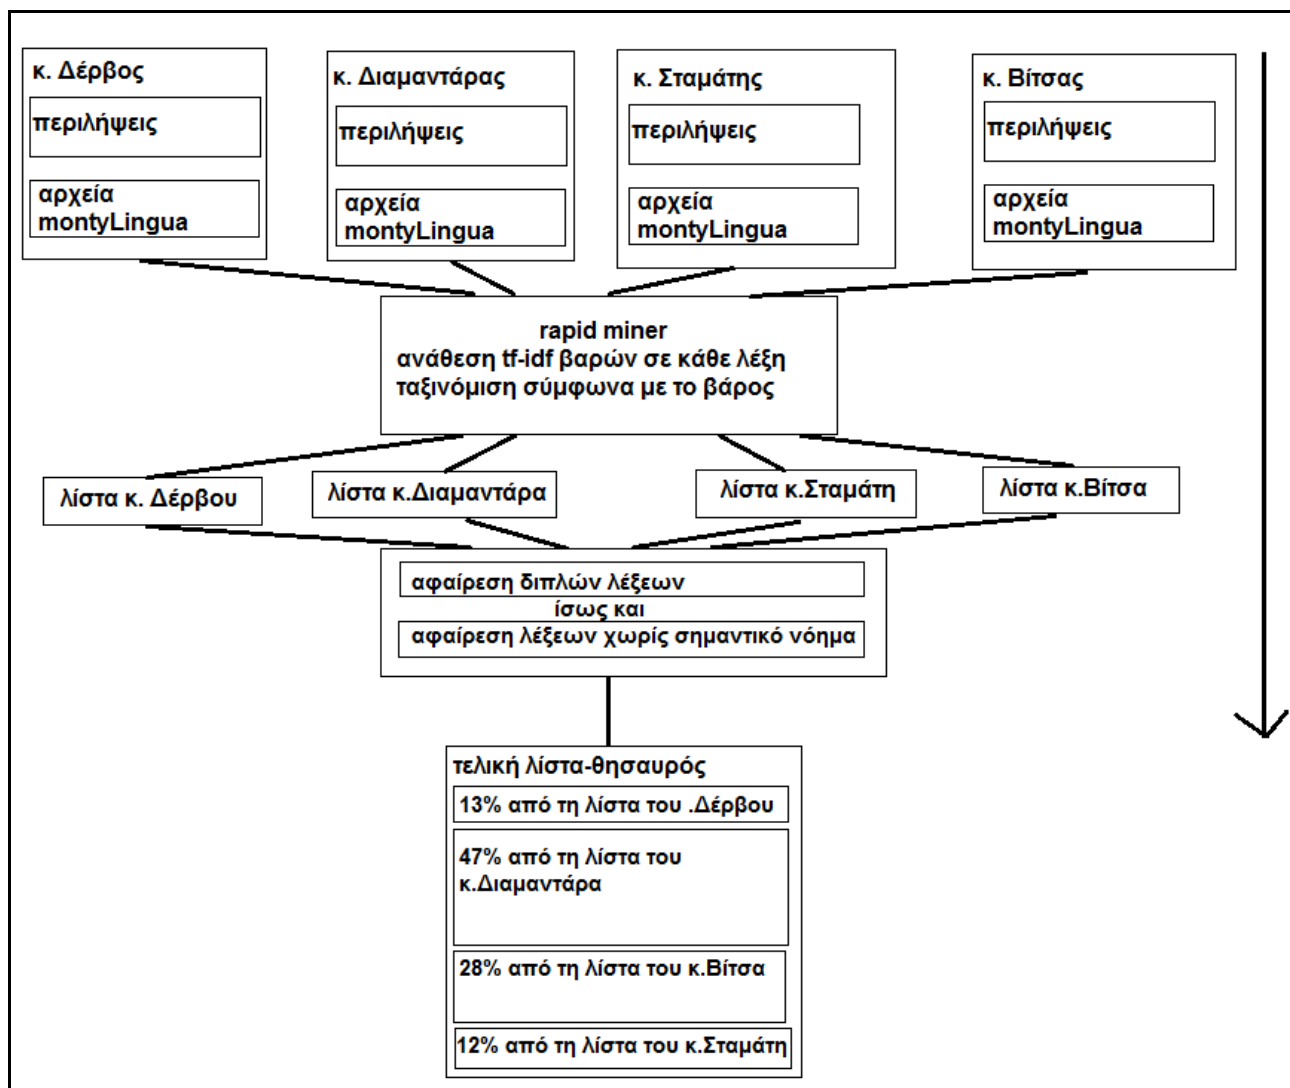 κ. Δέρβος
περιλήψεις
αρχεία
montyLingua
κ. Διαμαντάρας
περιλήψεις
αρχεία
montyLingua
κ. Σταμάτης
περιλήψεις
αρχεία
montyLingua
κ. Βίτσας
περιλήψεις
αρχεία
montyLingua
rapid miner
ανάθεση tf-idf βαρών σε κάθε λέξη
ταξινόμιση σύμφωνα με το βάρος
λίστα κ. Δέρβου
λίστα κ.Διαμαντάρα
λίστα κ.Σταμάτη
λίστα κ.Βίτσα
αφαίρεση διπλών λέξεων
ίσως και
αφαίρεση λέξεων χωρίς σημαντικό νόημα
τελική λίστα-θησαυρός
13% από τη λίστα του .Δέρβου
47% από τη λίστα του
κ.Διαμαντάρα
28% από τη λίστα του κ.Βίτσα
12% από τη λίστα του κ.Σταμάτη